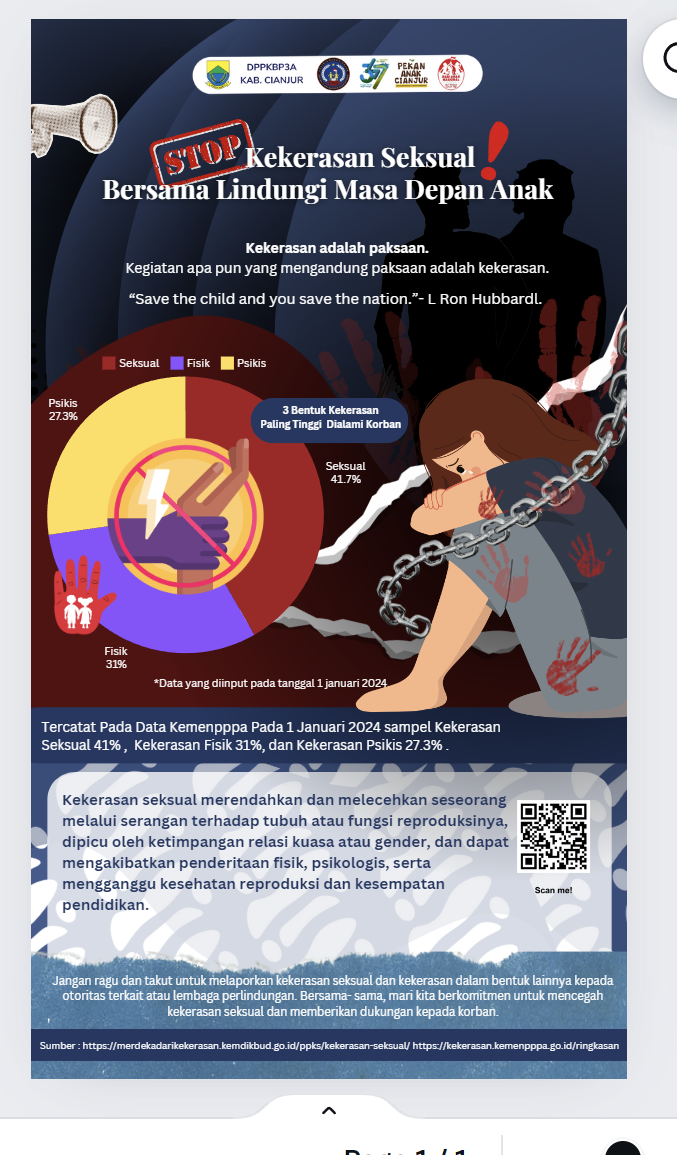 DPPKBP3A
KAB. CIANJUR
37
PEKAN
ANAK
CIANJUR
STOP Kekerasan Seksual !
Bersama Lindungi Masa Depan Anak
Kekerasan adalah paksaan.
Kegiatan apa pun yang mengandung paksaan adalah kekerasan.
“Save the child and you save the nation.”- L Ron Hubbardl.
Seksual Fisik Psikis
Psikis
27.3%
3 Bentuk Kekerasan
Paling Tinggi Dialami Korban
Seksual
41.7%
Fisik
31%
*Data yang diinput pada tanggal 1 januari 2024
Tercatat Pada Data Kemenpppa Pada 1 Januari 2024 sampel Kekerasan
Seksual 41% , Kekerasan Fisik 31%, dan Kekerasan Psikis 27.3% .
Kekerasan seksual merendahkan dan melecehkan seseorang
melalui serangan terhadap tubuh atau fungsi reproduksinya,
dipicu oleh ketimpangan relasi kuasa atau gender, dan dapat
mengakibatkan penderitaan fisik, psikologis, serta
mengganggu kesehatan reproduksi dan kesempatan
pendidikan.
Scan me!
Jangan ragu dan takut untuk melaporkan kekerasan seksual dan kekerasan dalam bentuk lainnya kepada
otoritas terkait atau lembaga perlindungan. Bersama- sama, mari kita berkomitmen untuk mencegah
kekerasan seksual dan memberikan dukungan kepada korban.
Sumber : https://merdekadarikekerasan.kemdikbud.go.id/ppks/kekerasan-seksual/ https://kekerasan.kemenpppa.go.id/ringkasan
Page 1 / 1